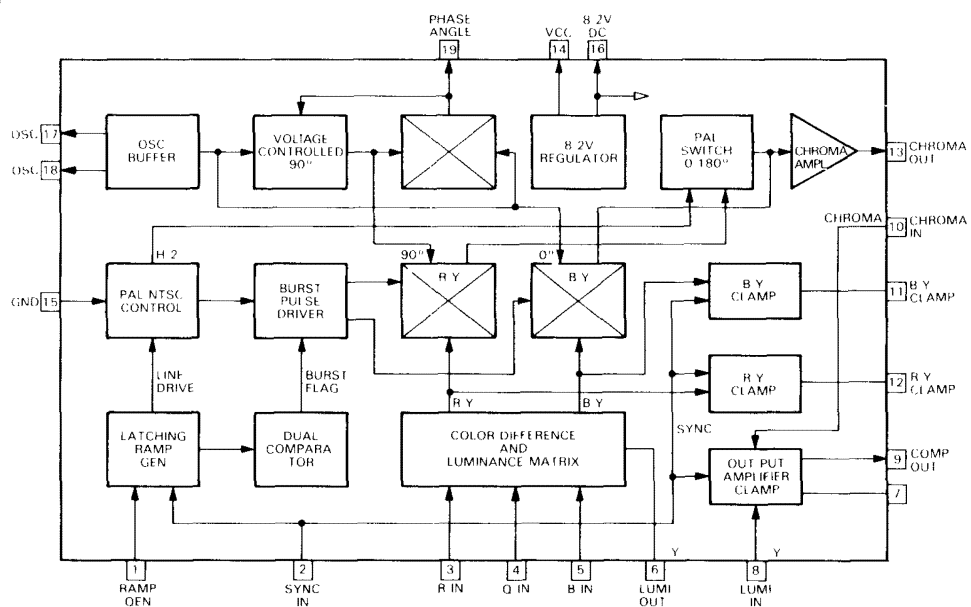 PHASE
ANGLE
19
VCC
14
8 2V
DC
16
OSC 17
OSC 18
OSC
BUFFER
VOLTAGE
CONTROLLED
90"
8 2V
REGULATOR
PAL
SWITCH
0 180"
CHROMA
AMPL
13 CHROMA
OUT
CHROMA
10 CHROMA
IN
H 2
90"
R Y
0"
B Y
GND 15
PAL NTSC
CONTROL
BURST
PULSE
DRIVER
B Y
CLAMP
11 B Y
CLAMP
LINE
DRIVE
BURST
FLAG
R Y
B Y
R Y
CLAMP
12 R Y
CLAMP
SYNC
LATCHING
RAMP
GEN
DUAL
COMPARA
TOR
COLOR DIFFERENCE
AND
LUMINANCE MATRIX
OUT PUT
AMPLIFIER
CLAMP
9 COMP
OUT
7
Y
Y
1
RAMP
GEN
2
SYNC
IN
3
R IN
4
Q IN
5
B IN
6
LUMI
OUT
8
LUMI
IN